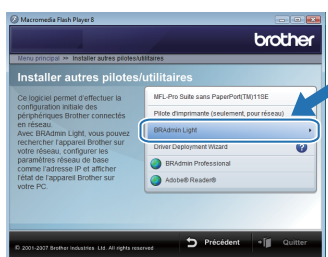 Macromedia Flash Player 8
brother
Menu principal >> Installer autres pilotes/utilitaires
Installer autres pilotes/utilitaires
Ce logiciel permet d'effectuer la
configuration initiale des
périphériques Brother connectés
en réseau.
Avec BRAdmin Light, vous pouvez
rechercher l'appareil Brother sur
votre réseau, configurer les
paramètres réseau de base
comme l'adresse IP et afficher
l'état de l'appareil Brother sur
votre PC.
MFL-Pro Suite sans PaperPort(TM)11SE
Pilote d'imprimante (seulement, pour réseau)
BRAdmin Light
Driver Deployment Wizard ?
BRAdmin Professional
Adobe® Reader®
© 2001-2007 Brother Industries Ltd. All rights reserved
Précédent
Quitter